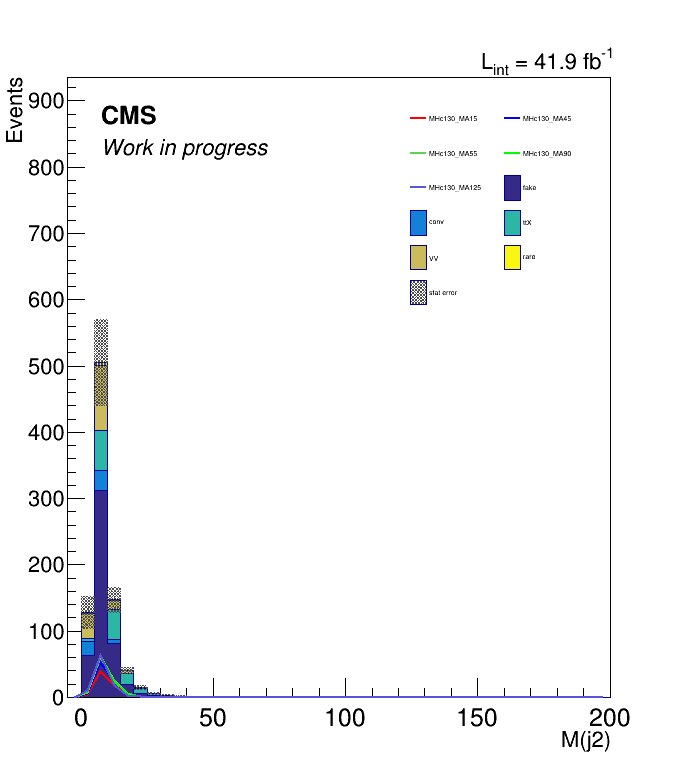 L_int = 41.9 fb^-1
Events
CMS
Work in progress
MHc130_MA15
MHc130_MA45
MHc130_MA55
MHc130_MA90
MHc130_MA125
fake
conv
ttX
VV
rare
stat error
900
800
700
600
500
400
300
200
100
0
0 50 100 150 200
M(j2)